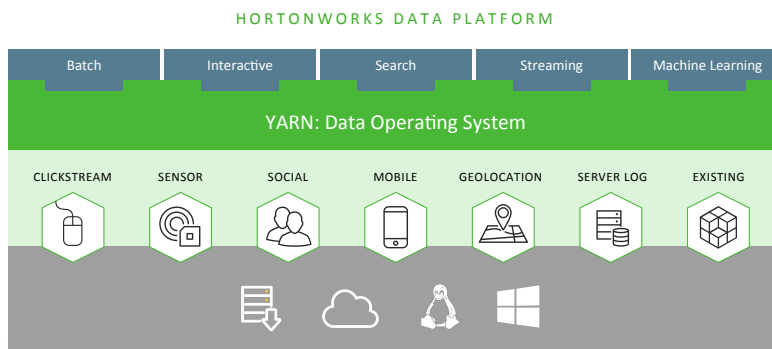 HORTONWORKS DATA PLATFORM
Batch Interactive Search Streaming Machine Learning
YARN: Data Operating System
CLICKSTREAM SENSOR SOCIAL MOBILE GEOLOCATION SERVER LOG EXISTING